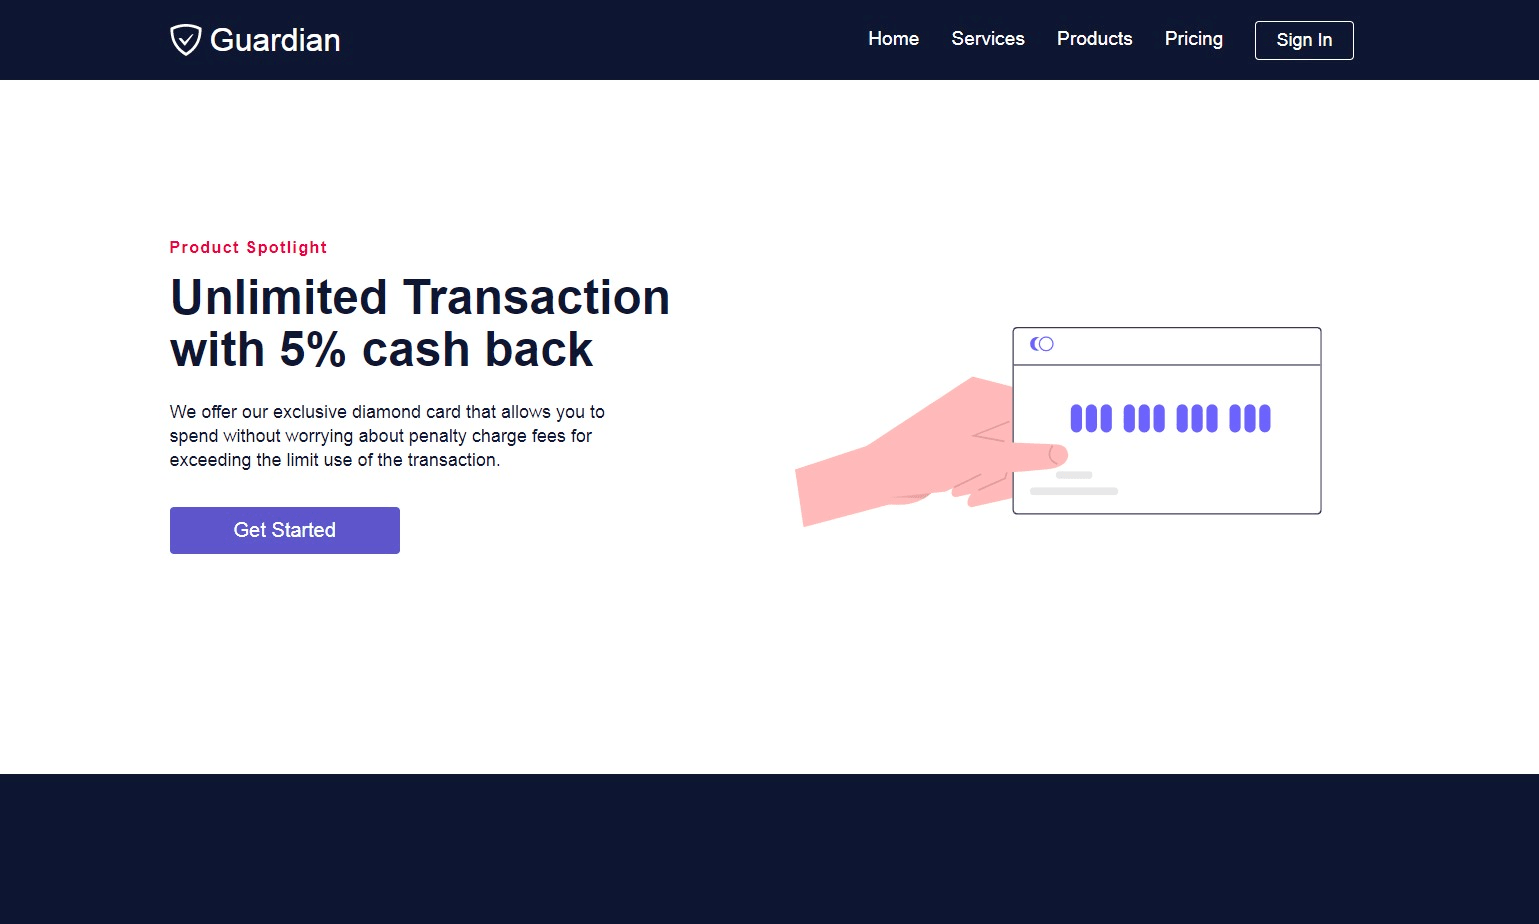 Guardian
Home Services Products Pricing Sign In
Product Spotlight
Unlimited Transaction
with 5% cash back
We offer our exclusive diamond card that allows you to
spend without worrying about penalty charge fees for
exceeding the limit use of the transaction.
Get Started